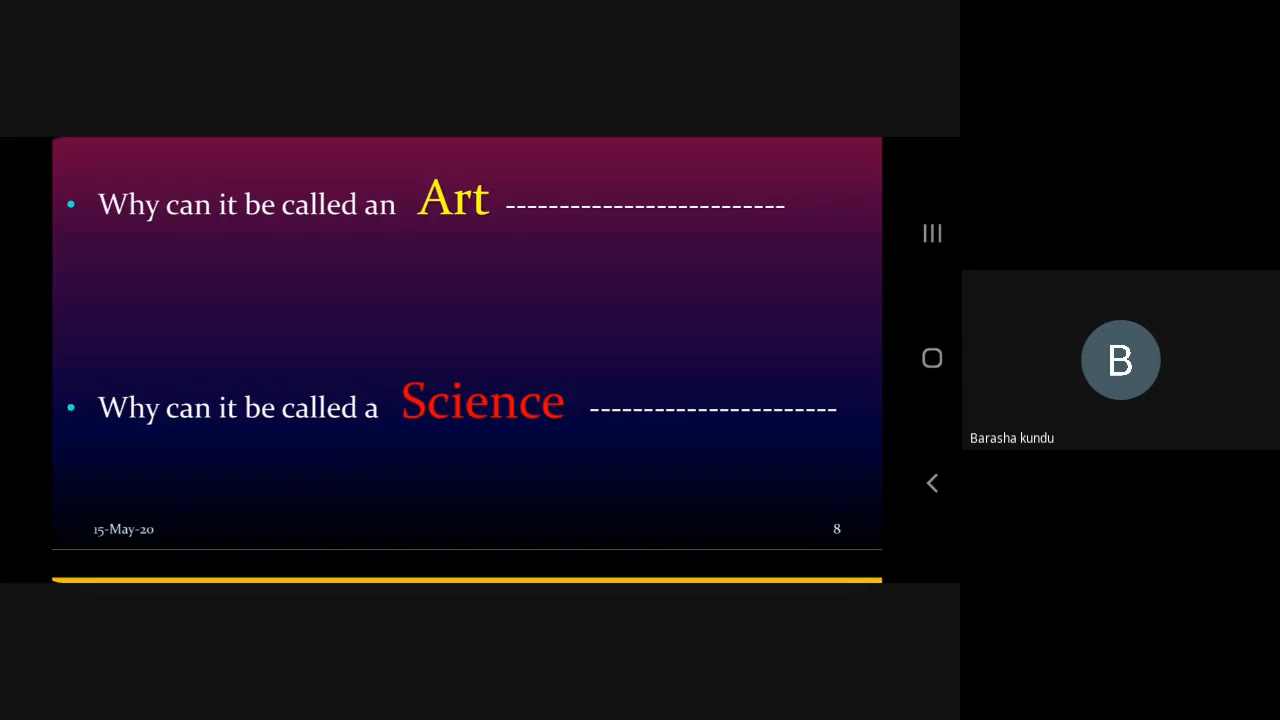 • Why can it be called an Art --------------------------
• Why can it be called a Science -----------------------
15-May-20
8
B
Barasha kundu